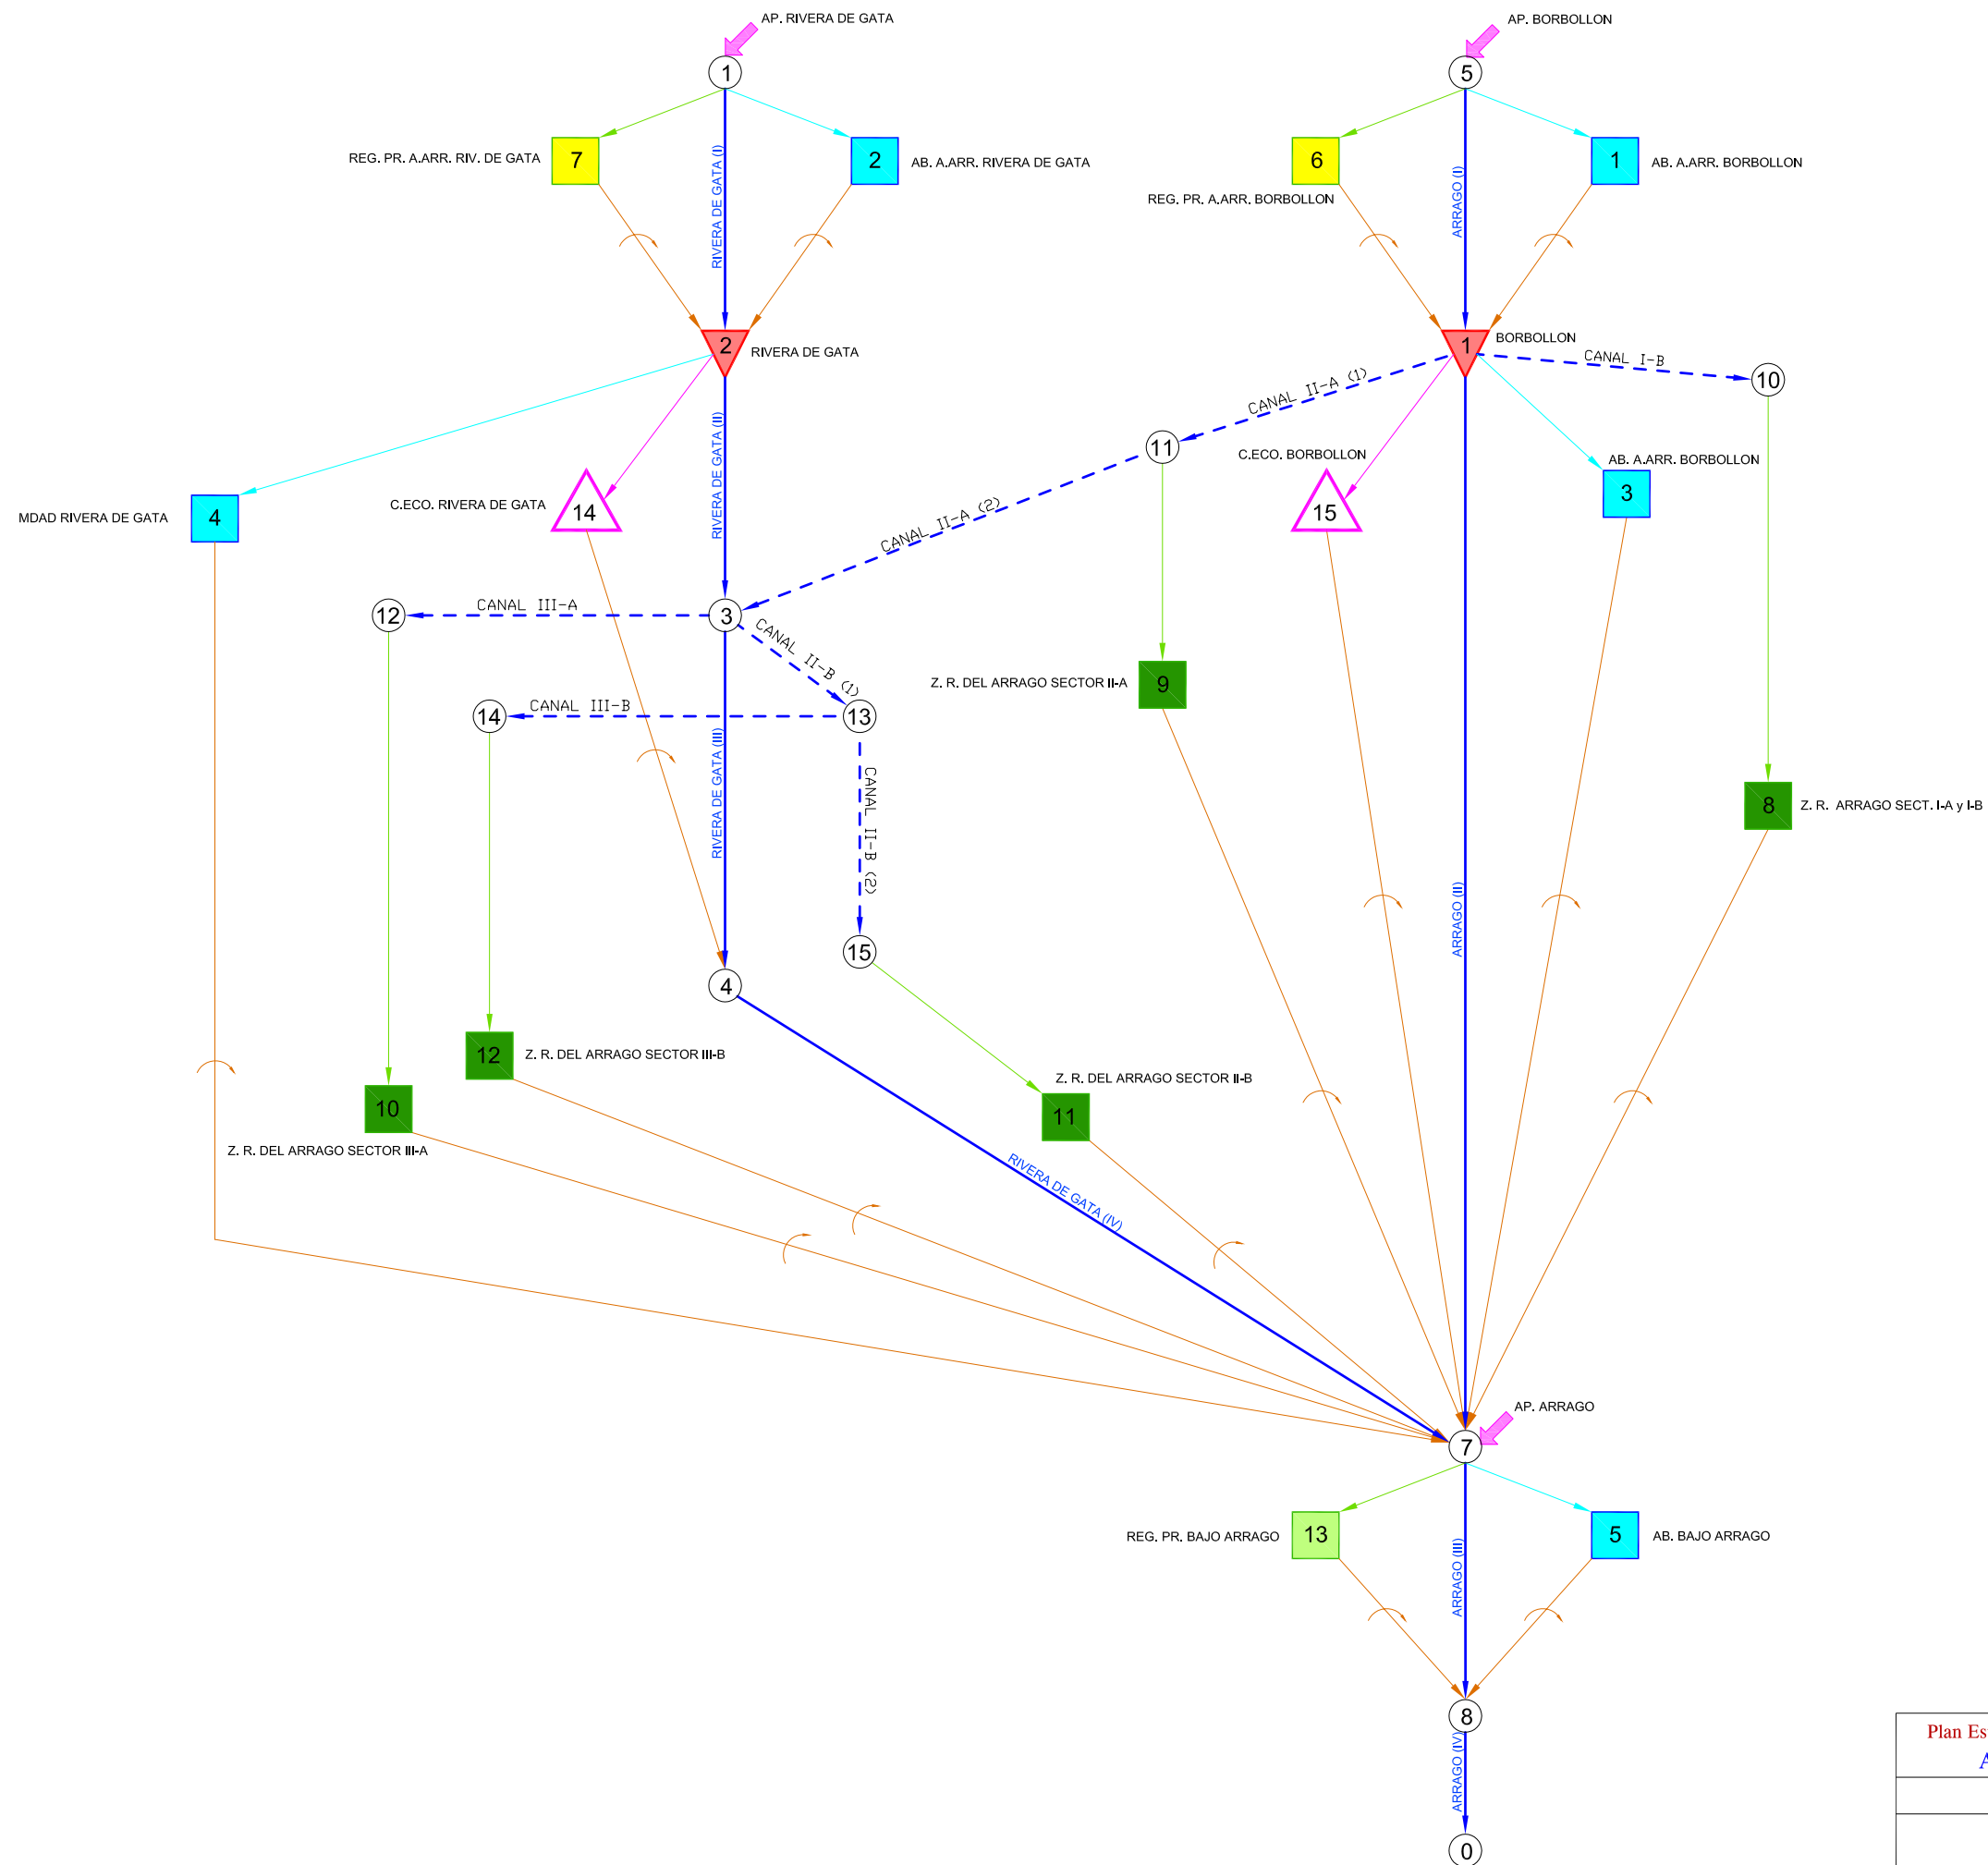 AP. RIVERA DE GATA
AP. BORBOLLON
1
5
REG. PR. A.ARR. RIV. DE GATA
7
RIVERA DE GATA (I)
2
AB. A.ARR. RIVERA DE GATA
REG. PR. A.ARR. BORBOLLON
6
ARRAGO (I)
1
AB. A.ARR. BORBOLLON
2
RIVERA DE GATA
1
BORBOLLON
CANAL I-B
10
CANAL II-A (1)
11
C.ECO. BORBOLLON
AB. A.ARR. BORBOLLON
3
MDAD RIVERA DE GATA
4
C.ECO. RIVERA DE GATA
14
RIVERA DE GATA (II)
CANAL II-A (2)
15
12
CANAL III-A
3
CANAL II-B (1)
Z. R. DEL ARRAGO SECTOR II-A
9
14
CANAL III-B
13
RIVERA DE GATA (III)
CANAL II-B (2)
8
Z. R. ARRAGO SECT. I-A y I-B
ARRAGO (II)
15
4
12
Z. R. DEL ARRAGO SECTOR III-B
Z. R. DEL ARRAGO SECTOR II-B
10
11
Z. R. DEL ARRAGO SECTOR III-A
RIVERA DE GATA (IV)
AP. ARRAGO
7
REG. PR. BAJO ARRAGO
13
ARRAGO (III)
5
AB. BAJO ARRAGO
8
ARRAGO (IV)
Plan Es
0